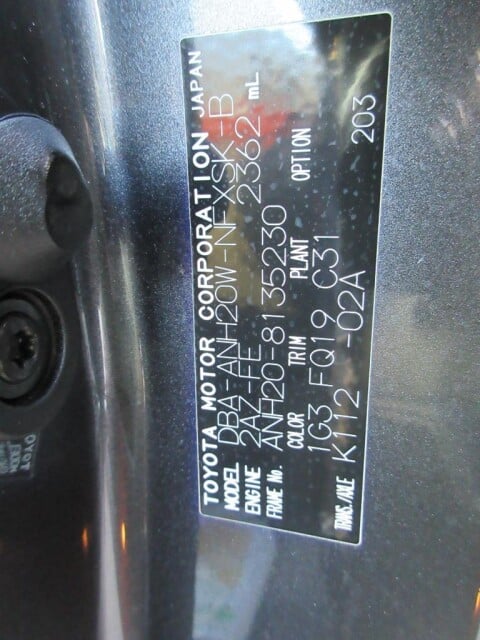 TOYOTA MOTOR CORPORATION JAPAN
MODEL DBA-ANH20W-NFXSK-B
ENGINE 2AZ-FE 2362 mL
FRAME No. ANH20-8135230
COLOR TRIM PLANT OPTION
1G3 FQ19 C31 203
TRANS./AXLE K112 -02A